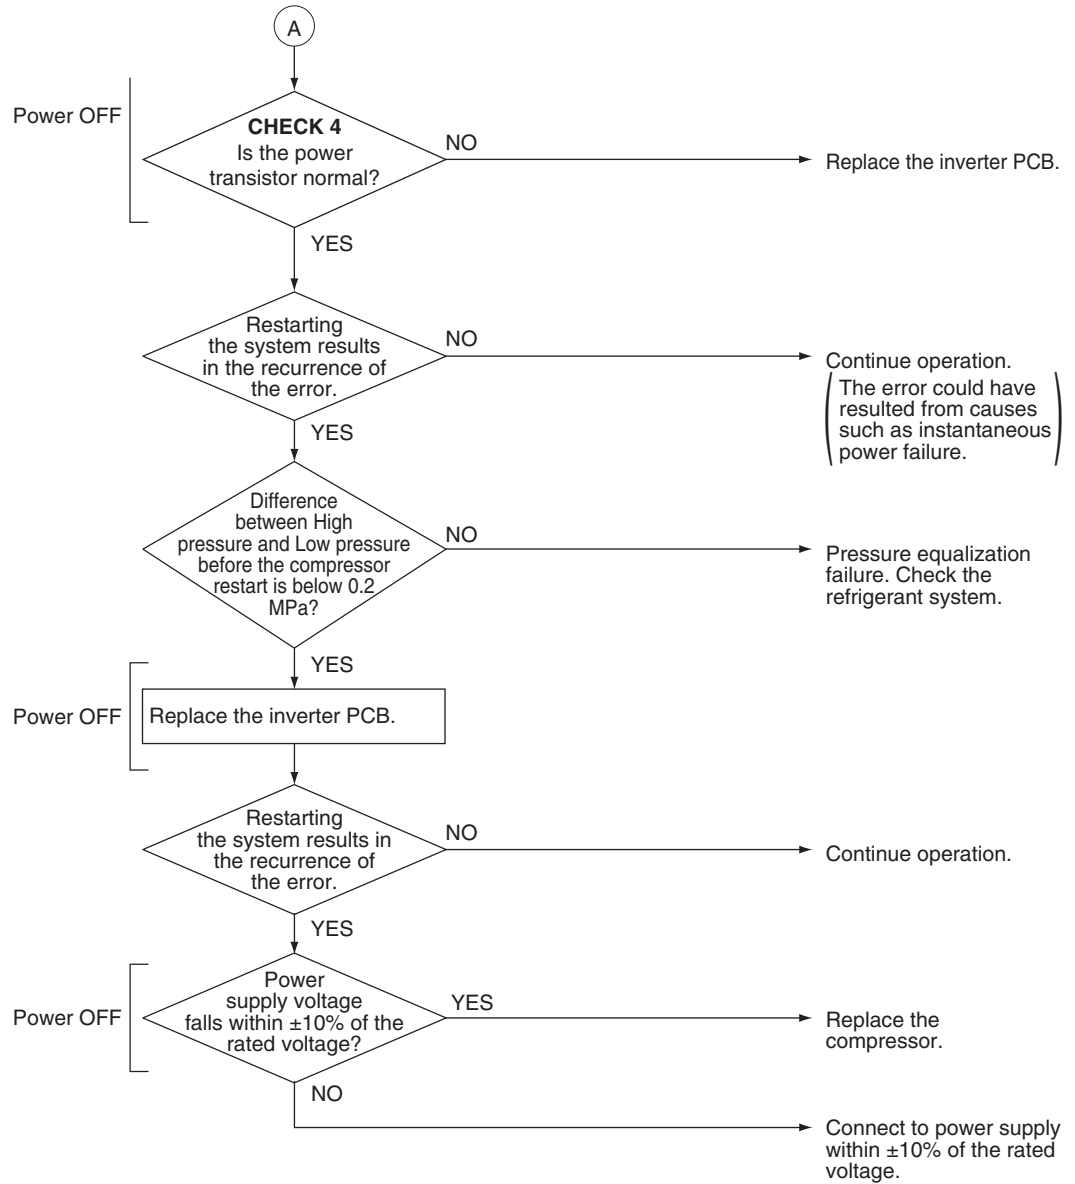 A
Power OFF
CHECK 4
Is the power
transistor normal?
NO
Replace the inverter PCB.
YES
Restarting
the system results
in the recurrence of
the error.
NO
Continue operation.
The error could have
resulted from causes
such as instantaneous
power failure.
YES
Difference
between High
pressure and Low pressure
before the compressor
restart is below 0.2
MPa?
NO
Pressure equalization
failure. Check the
refrigerant system.
YES
Power OFF
Replace the inverter PCB.
Restarting
the system results in
the recurrence of
the error.
NO
Continue operation.
YES
Power OFF
Power
supply voltage
falls within ±10% of the
rated voltage?
YES
Replace the
compressor.
NO
Connect to power supply
within ±10% of the rated
voltage.